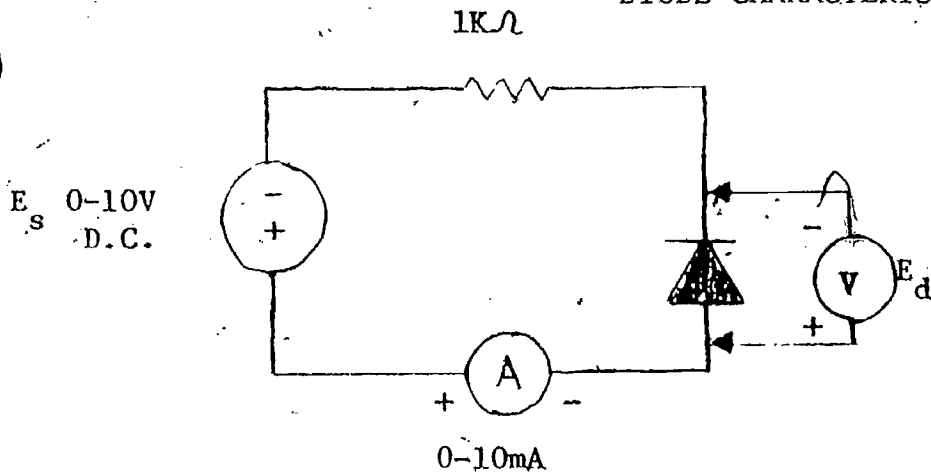 1KΩ
E_s 0-10V
D.C.
-
+
-
V
E_d
+
A
+ -
0-10mA